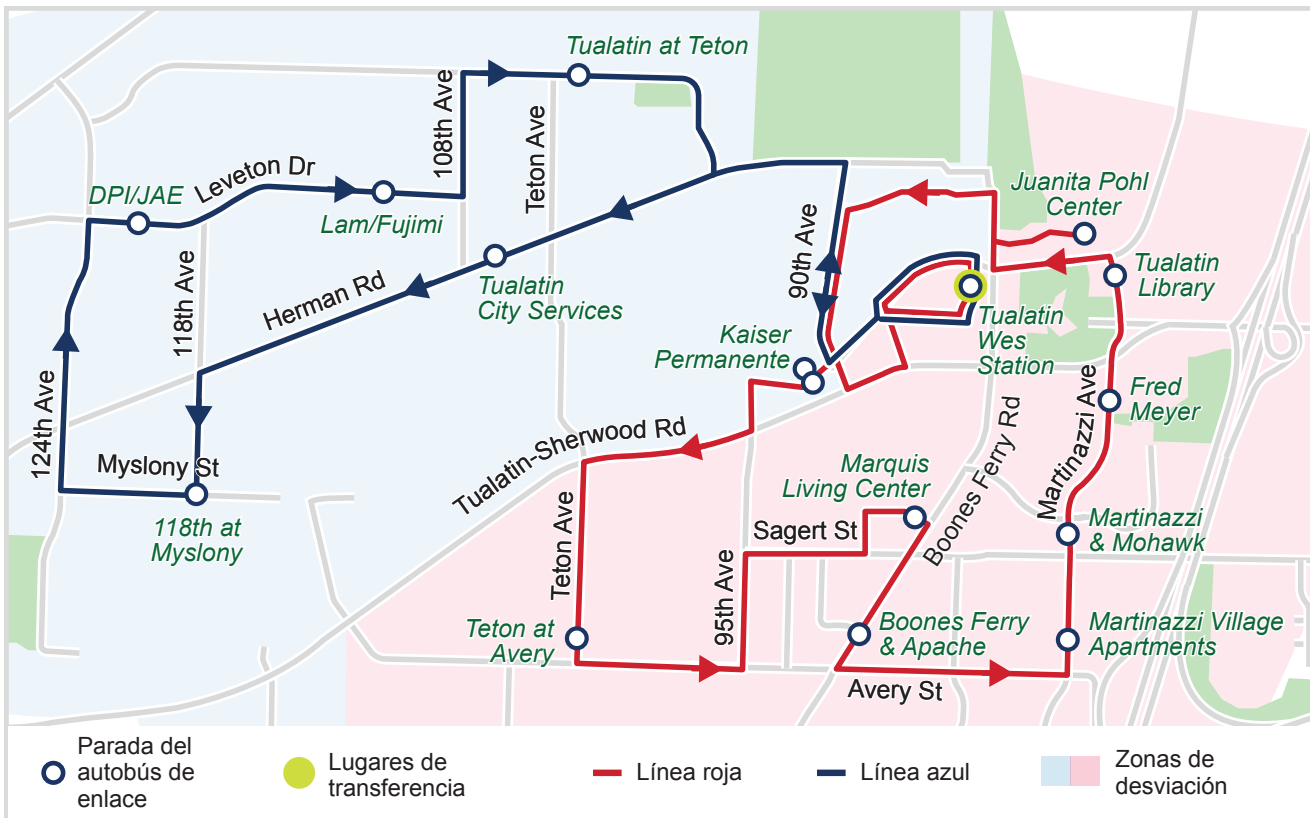 Tualatin at Teton
108th Ave
Teton Ave
Leveton Dr
DPI/JAE
Lam/Fujimi
118th Ave
Herman Rd
Tualatin
City Services
90th Ave
Juanita Pohl
Center
Tualatin
Library
Tualatin
Wes
Station
Kaiser
Permanente
Fred
Meyer
124th Ave
Myslony St
118th at
Myslony
Tualatin-Sherwood Rd
Boones Ferry Rd
Martinazzi Ave
Marquis
Living Center
Sagert St
Martinazzi
& Mohawk
Teton Ave
95th Ave
Teton at
Avery
Boones Ferry
& Apache
Martinazzi Village
Apartments
Avery St
Parada del
autobús de
enlace
Lugares de
transferencia
Línea roja
Línea azul
Zonas de
desviación